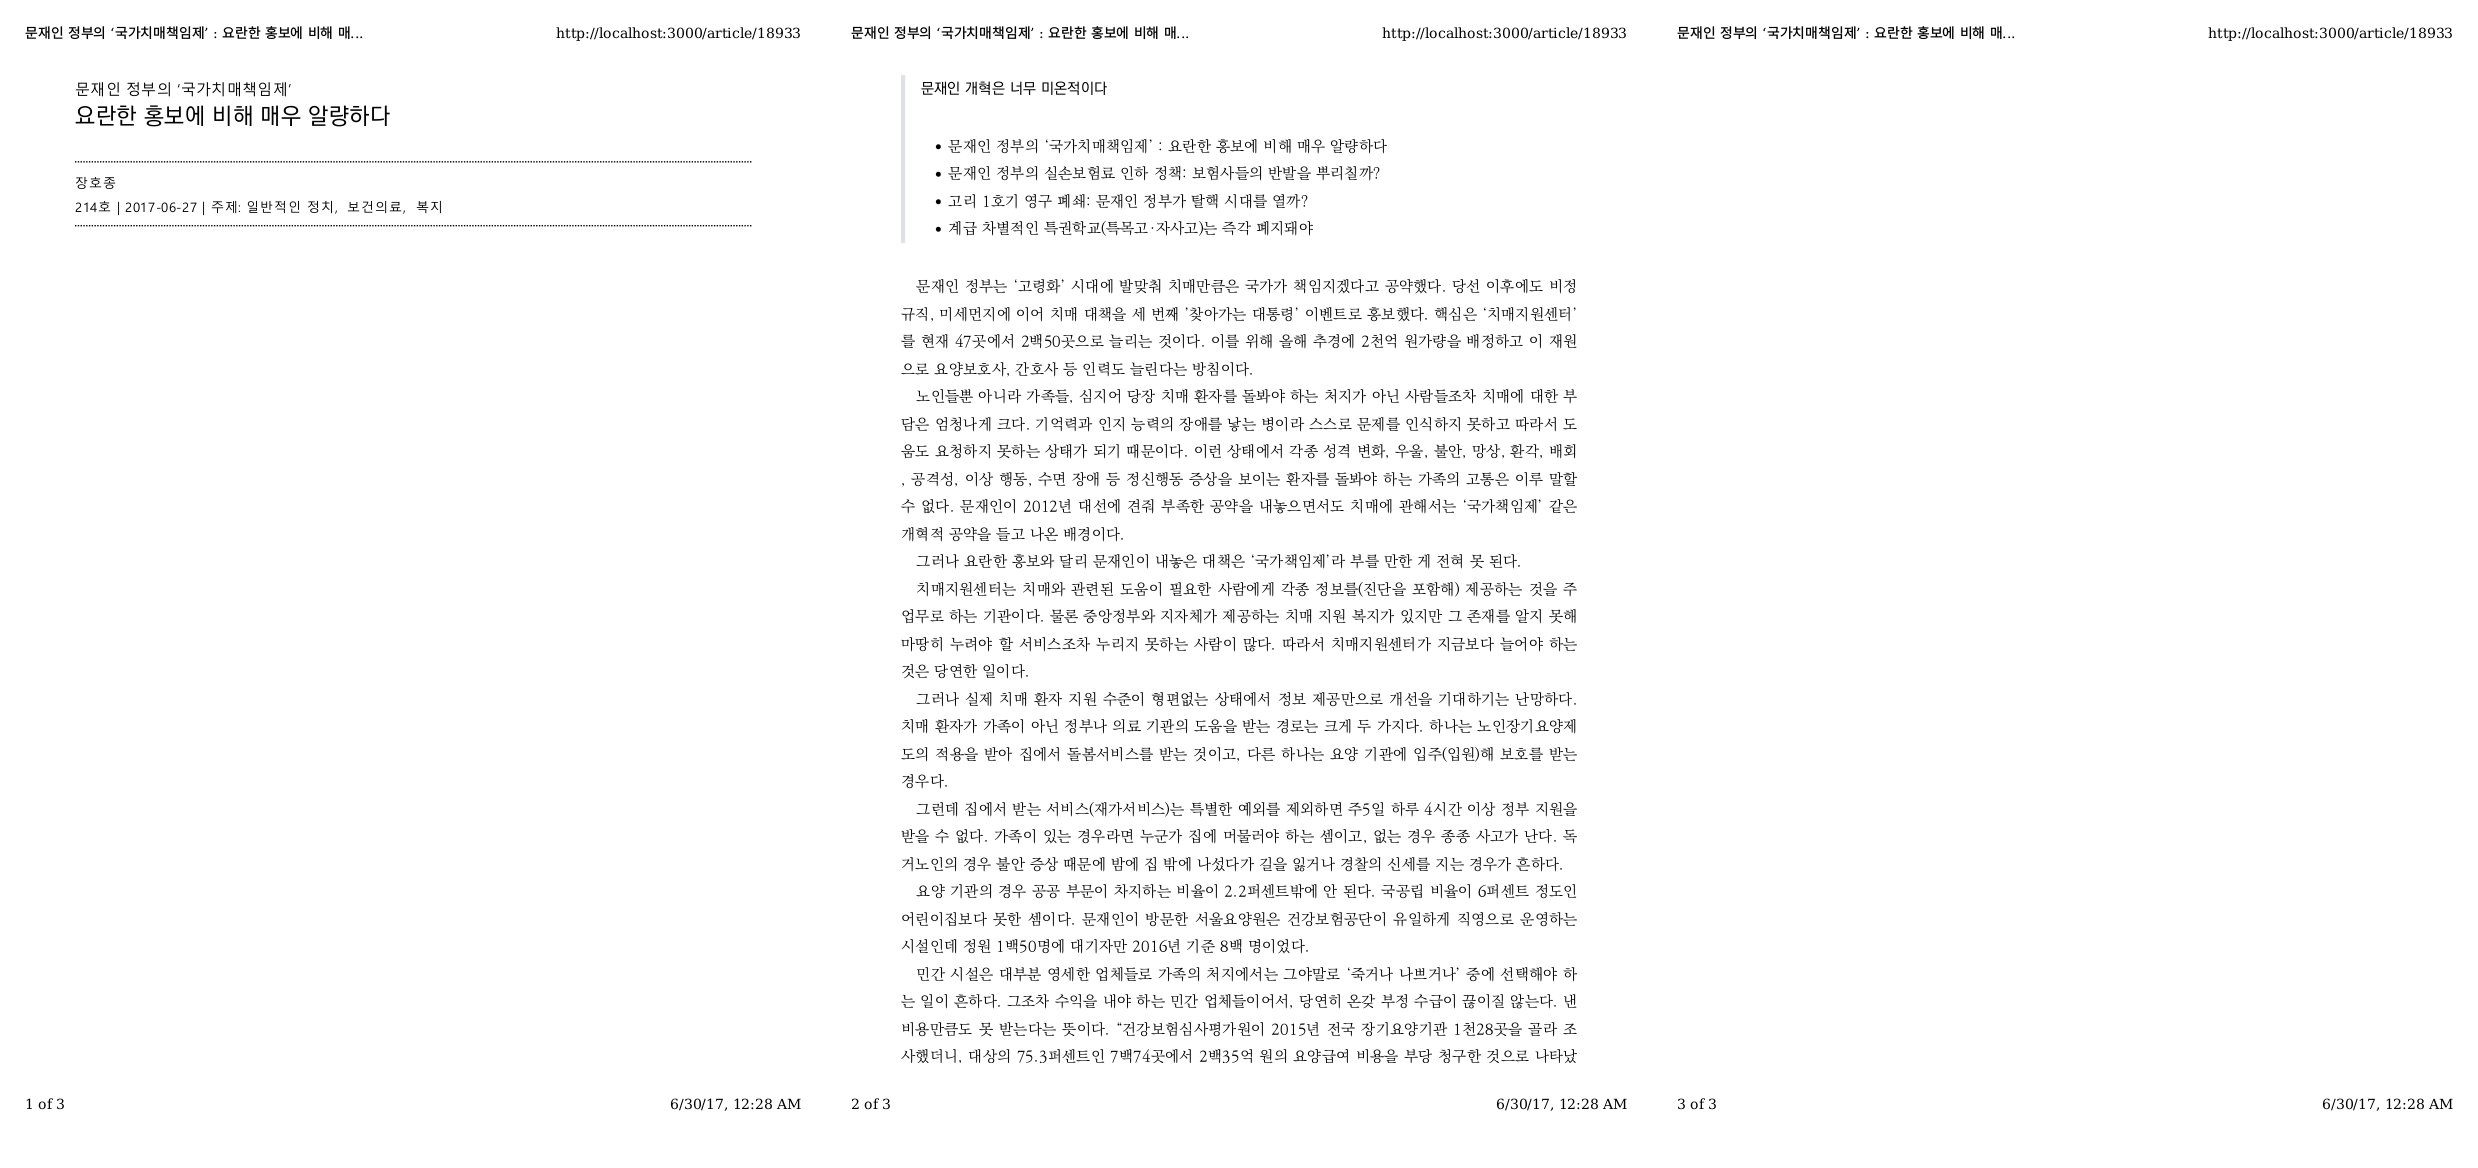 문재인 정부의 ‘국가치매책임제’ : 요란한 홍보에 비해 매...
http://localhost:3000/article/18933
문재인 정부의 ‘국가치매책임제’
요란한 홍보에 비해 매우 알량하다
장호종
214호 | 2017-06-27 | 주제: 일반적인 정치, 보건의료, 복지
1 of 3
6/30/17, 12:28 AM
문재인 정부의 ‘국가치매책임제’ : 요란한 홍보에 비해 매...
http://localhost:3000/article/18933
문재인 개혁은 너무 미온적이다
• 문재인 정부의 ‘국가치매책임제’ : 요란한 홍보에 비해 매우 알량하다
• 문재인 정부의 실손보험료 인하 정책: 보험사들의 반발을 뿌리칠까?
• 고리 1호기 영구 폐쇄: 문재인 정부가 탈핵 시대를 열까?
• 계급 차별적인 특권학교(특목고·자사고)는 즉각 폐지돼야
문재인 정부는 ‘고령화’ 시대에 발맞춰 치매만큼은 국가가 책임지겠다고 공약했다. 당선 이후에도 비정
규직, 미세먼지에 이어 치매 대책을 세 번째 ’찾아가는 대통령’ 이벤트로 홍보했다. 핵심은 ‘치매지원센터’
를 현재 47곳에서 2백50곳으로 늘리는 것이다. 이를 위해 올해 추경에 2천억 원가량을 배정하고 이 재원
으로 요양보호사, 간호사 등 인력도 늘린다는 방침이다.
노인들뿐 아니라 가족들, 심지어 당장 치매 환자를 돌봐야 하는 처지가 아닌 사람들조차 치매에 대한 부
담은 엄청나게 크다. 기억력과 인지 능력의 장애를 낳는 병이라 스스로 문제를 인식하지 못하고 따라서 도
움도 요청하지 못하는 상태가 되기 때문이다. 이런 상태에서 각종 성격 변화, 우울, 불안, 망상, 환각, 배회
, 공격성, 이상 행동, 수면 장애 등 정신행동 증상을 보이는 환자를 돌봐야 하는 가족의 고통은 이루 말할
수 없다. 문재인이 2012년 대선에 견줘 부족한 공약을 내놓으면서도 치매에 관해서는 ‘국가책임제’ 같은
개혁적 공약을 들고 나온 배경이다.
그러나 요란한 홍보와 달리 문재인이 내놓은 대책은 ‘국가책임제’라 부를 만한 게 전혀 못 된다.
치매지원센터는 치매와 관련된 도움이 필요한 사람에게 각종 정보를(진단을 포함해) 제공하는 것을 주
업무로 하는 기관이다. 물론 중앙정부와 지자체가 제공하는 치매 지원 복지가 있지만 그 존재를 알지 못해
마땅히 누려야 할 서비스조차 누리지 못하는 사람이 많다. 따라서 치매지원센터가 지금보다 늘어야 하는
것은 당연한 일이다.
그러나 실제 치매 환자 지원 수준이 형편없는 상태에서 정보 제공만으로 개선을 기대하기는 난망하다.
치매 환자가 가족이 아닌 정부나 의료 기관의 도움을 받는 경로는 크게 두 가지다. 하나는 노인장기요양제
도의 적용을 받아 집에서 돌봄서비스를 받는 것이고, 다른 하나는 요양 기관에 입주(입원)해 보호를 받는
경우다.
그런데 집에서 받는 서비스(재가서비스)는 특별한 예외를 제외하면 주5일 하루 4시간 이상 정부 지원을
받을 수 없다. 가족이 있는 경우라면 누군가 집에 머물러야 하는 셈이고, 없는 경우 종종 사고가 난다. 독
거노인의 경우 불안 증상 때문에 밤에 집 밖에 나섰다가 길을 잃거나 경찰의 신세를 지는 경우가 흔하다.
요양 기관의 경우 공공 부문이 차지하는 비율이 2.2퍼센트밖에 안 된다. 국공립 비율이 6퍼센트 정도인
어린이집보다 못한 셈이다. 문재인이 방문한 서울요양원은 건강보험공단이 유일하게 직영으로 운영하는
시설인데 정원 1백50명에 대기자만 2016년 기준 8백 명이었다.
민간 시설은 대부분 영세한 업체들로 가족의 처지에서는 그야말로 ‘죽거나 나쁘거나’ 중에 선택해야 하
는 일이 흔하다. 그조차 수익을 내야 하는 민간 업체들이어서, 당연히 온갖 부정 수급이 끊이질 않는다. 낸
비용만큼도 못 받는다는 뜻이다. “건강보험심사평가원이 2015년 전국 장기요양기관 1천28곳을 골라 조
사했더니, 대상의 75.3퍼센트인 7백74곳에서 2백35억 원의 요양급여 비용을 부당 청구한 것으로 나타났
2 of 3
6/30/17, 12:28 AM
문재인 정부의 ‘국가치매책임제’ : 요란한 홍보에 비해 매...
http://localhost:3000/article/18933
3 of 3
6/30/17, 12:28 AM